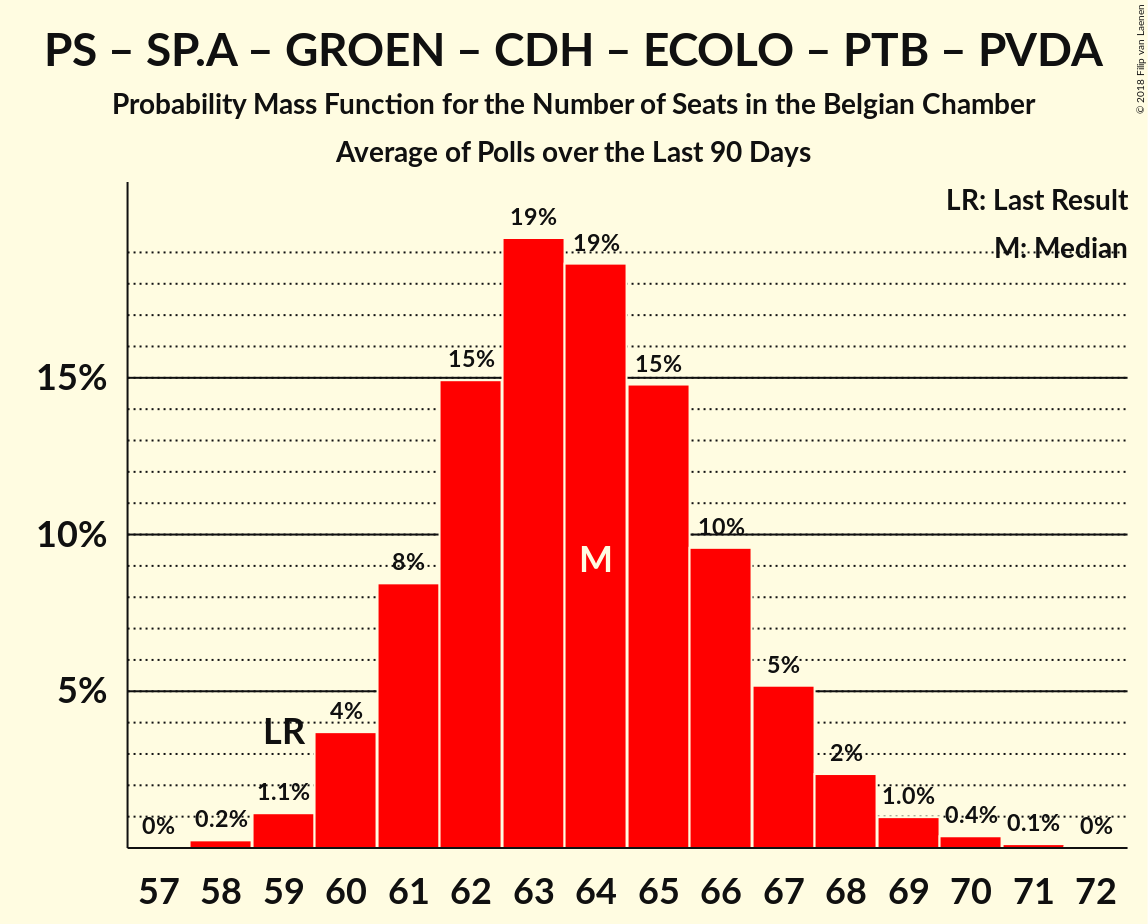 PS – SP.A – GROEN – CDH – ECOLO – PTB – PVDA
Probability Mass Function for the Number of Seats in the Belgian Chamber
Average of Polls over the Last 90 Days
© 2018 Filip van Laenen
LR: Last Result
M: Median
15%
10%
5%
0%
0.2%
1.1%
LR
4%
8%
15%
19%
19%
M
15%
10%
5%
2%
1.0%
0.4%
0.1%
0%
57 58 59 60 61 62 63 64 65 66 67 68 69 70 71 72